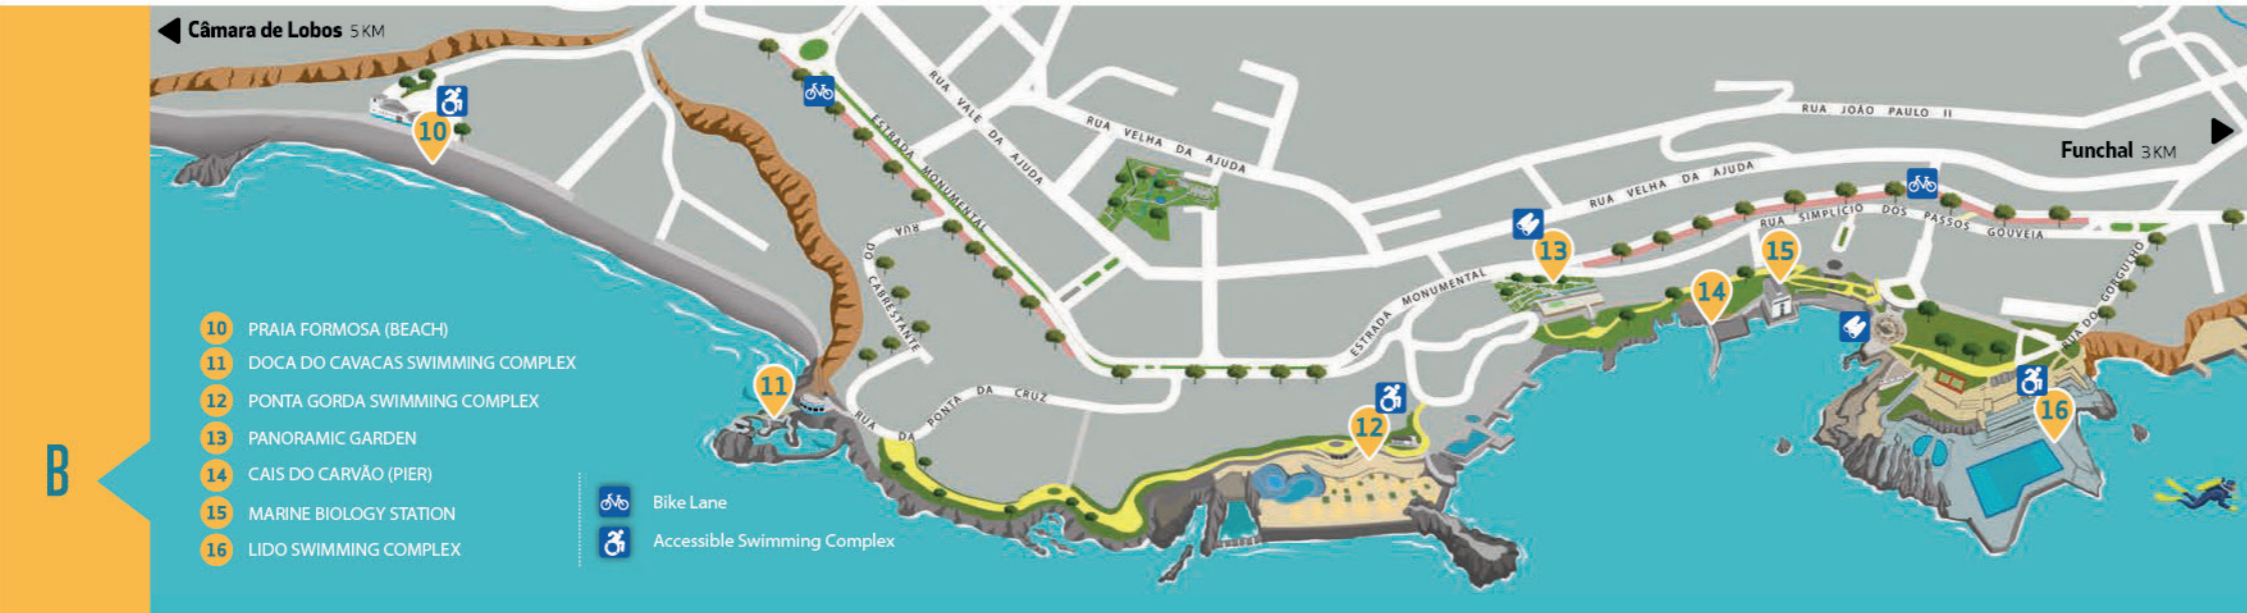 Câmara de Lobos 5 KM
RUA VALE DA AJUDA
RUA VELHA DA AJUDA
RUA JOÃO PAULO II
Funchal 3 KM
10
ESTRADA MONUMENTAL
RUA VELHA DA AJUDA
RUA SIMPLÍCIO DOS PASSOS GOUVEIA
RUA DO CABRESTANTE
13
15
14
ESTRADA MONUMENTAL
RUA DO GORGULHO
10 PRAIA FORMOSA (BEACH)
11 DOCA DO CAVACAS SWIMMING COMPLEX
12 PONTA GORDA SWIMMING COMPLEX
13 PANORAMIC GARDEN
14 CAIS DO CARVÃO (PIER)
15 MARINE BIOLOGY STATION
16 LIDO SWIMMING COMPLEX
11
RUA DA PONTA DA CRUZ
12
16
B
Bike Lane
Accessible Swimming Complex